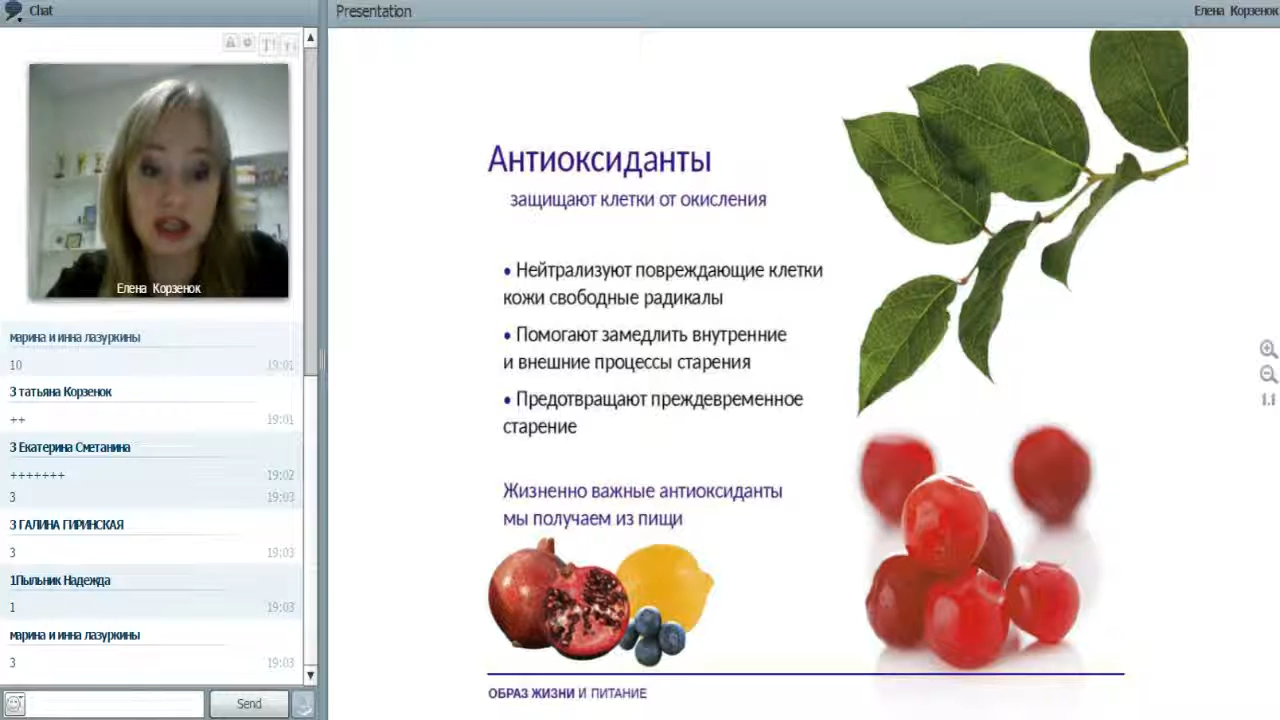 Chat
Елена Корзенок
марина и инна лазуркины
10 19:01
3 татьяна Корзенок
++ 19:01
3 Екатерина Сметанина
+++++++ 19:02
3 19:03
3 ГАЛИНА ГИРИНСКАЯ
3 19:03
1Пыльник Надежда
1 19:03
марина и инна лазуркины
3 19:03
Send
Presentation
Елена Корзенок
Антиоксиданты
защищают клетки от окисления
• Нейтрализуют повреждающие клетки
кожи свободные радикалы
• Помогают замедлить внутренние
и внешние процессы старения
• Предотвращают преждевременное
старение
Жизненно важные антиоксиданты
мы получаем из пищи
ОБРАЗ ЖИЗНИ И ПИТАНИЕ
1:1